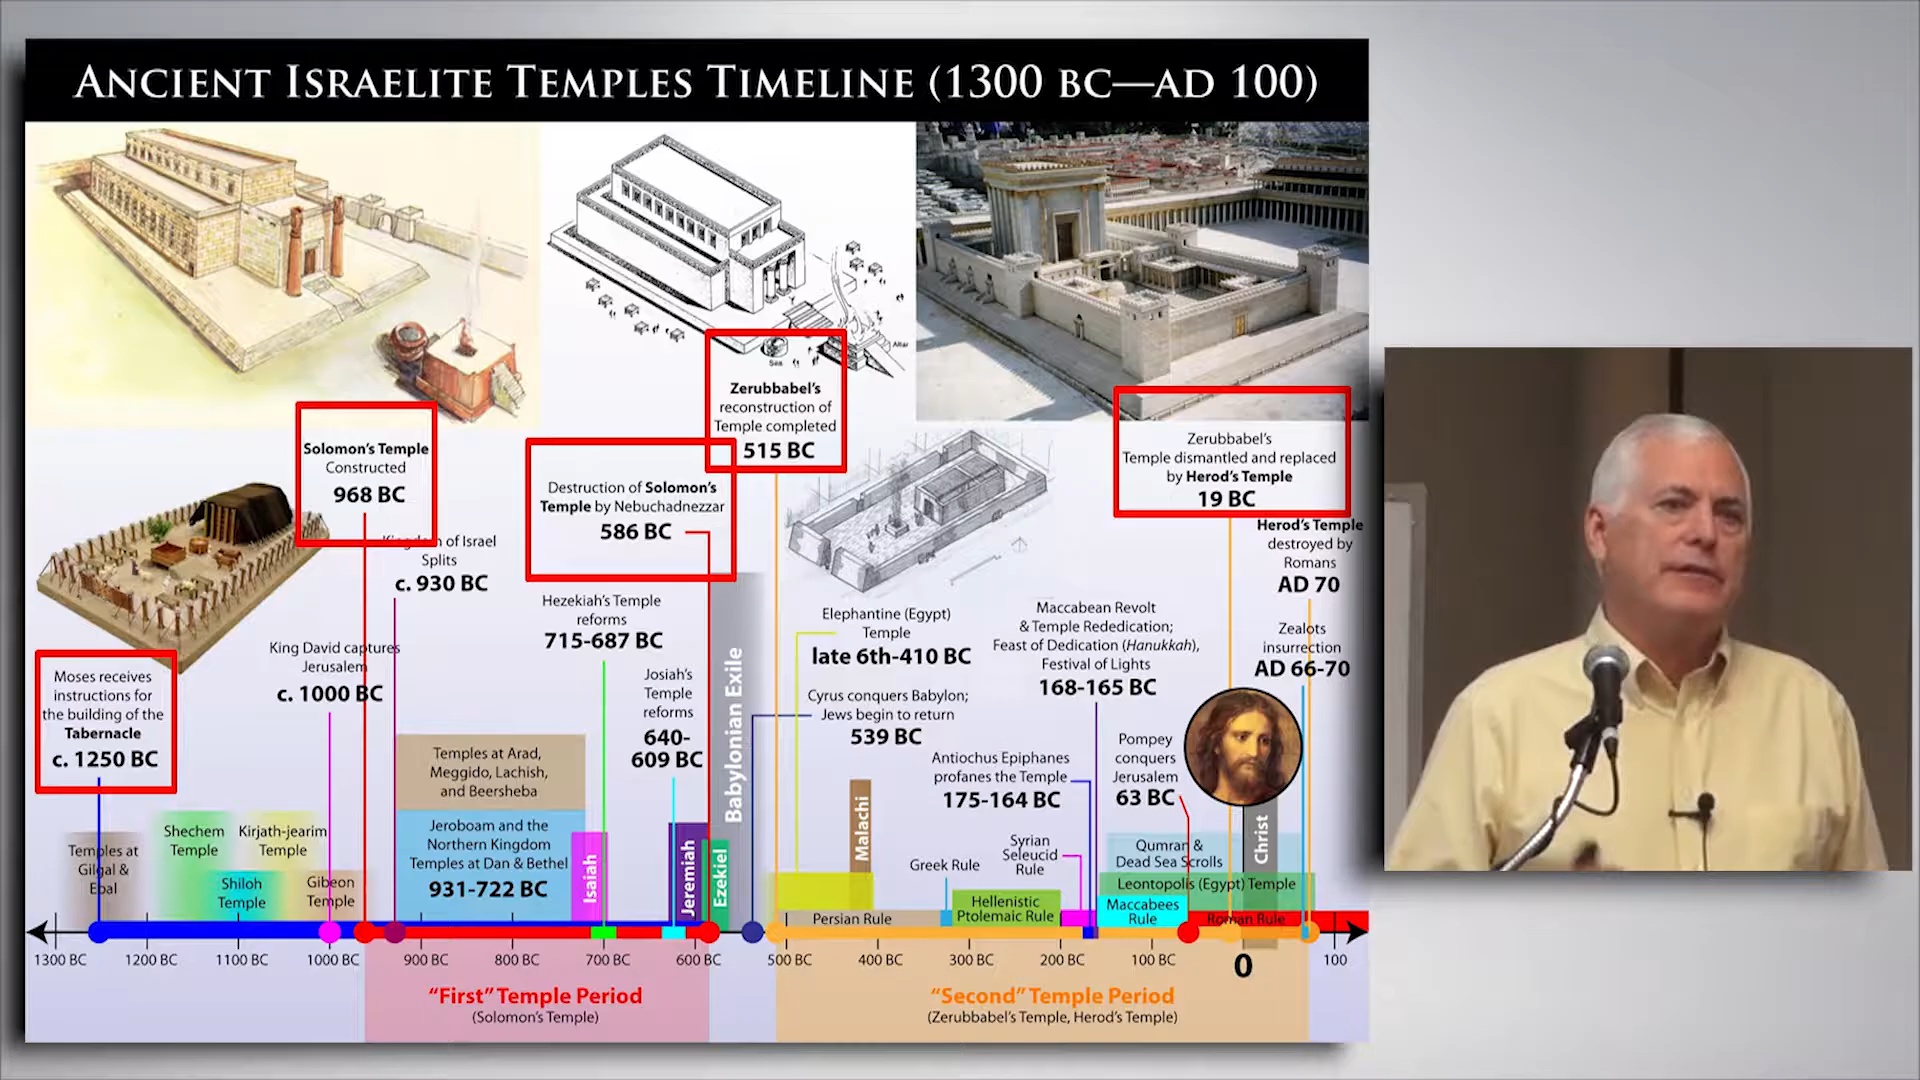 ANCIENT ISRAELITE TEMPLES TIMELINE (1300 BC—AD 100)
Altar
Sea
Zerubbabel's
reconstruction of
Temple completed
515 BC
Solomon's Temple
Constructed
968 BC
Destruction of Solomon's
Temple by Nebuchadnezzar
586 BC
Zerubbabel's
Temple dismantled and replaced
by Herod's Temple
19 BC
Herod's Temple
destroyed by
Romans
AD 70
Kingdom of Israel
Splits
c. 930 BC
Hezekiah's Temple
reforms
715-687 BC
Elephantine (Egypt)
Temple
late 6th-410 BC
Maccabean Revolt
& Temple Rededication;
Feast of Dedication (Hanukkah),
Festival of Lights
168-165 BC
Zealots
insurrection
AD 66-70
King David captures
Jerusalem
c. 1000 BC
Moses receives
instructions for
the building of the
Tabernacle
c. 1250 BC
Josiah's
Temple
reforms
640-
609 BC
Babylonian Exile
Cyrus conquers Babylon;
Jews begin to return
539 BC
Antiochus Epiphanes
profanes the Temple
175-164 BC
Pompey
conquers
Jerusalem
63 BC
Temples at Arad,
Meggido, Lachish,
and Beersheba
Jeroboam and the
Northern Kingdom
Temples at Dan & Bethel
931-722 BC
Temples at
Gilgal &
Ebal
Shechem
Temple
Kirjath-jearim
Temple
Shiloh
Temple
Gibeon
Temple
Isaiah
Jeremiah
Ezekiel
Malachi
Christ
Greek Rule
Syrian
Seleucid
Rule
Qumran &
Dead Sea Scrolls
Leontopolis (Egypt) Temple
Persian Rule
Hellenistic
Ptolemaic Rule
Maccabees
Rule
Roman Rule
1300 BC
1200 BC
1100 BC
1000 BC
900 BC
800 BC
700 BC
600 BC
500 BC
400 BC
300 BC
200 BC
100 BC
0
100
"First" Temple Period
(Solomon's Temple)
"Second" Temple Period
(Zerubbabel's Temple, Herod's Temple)